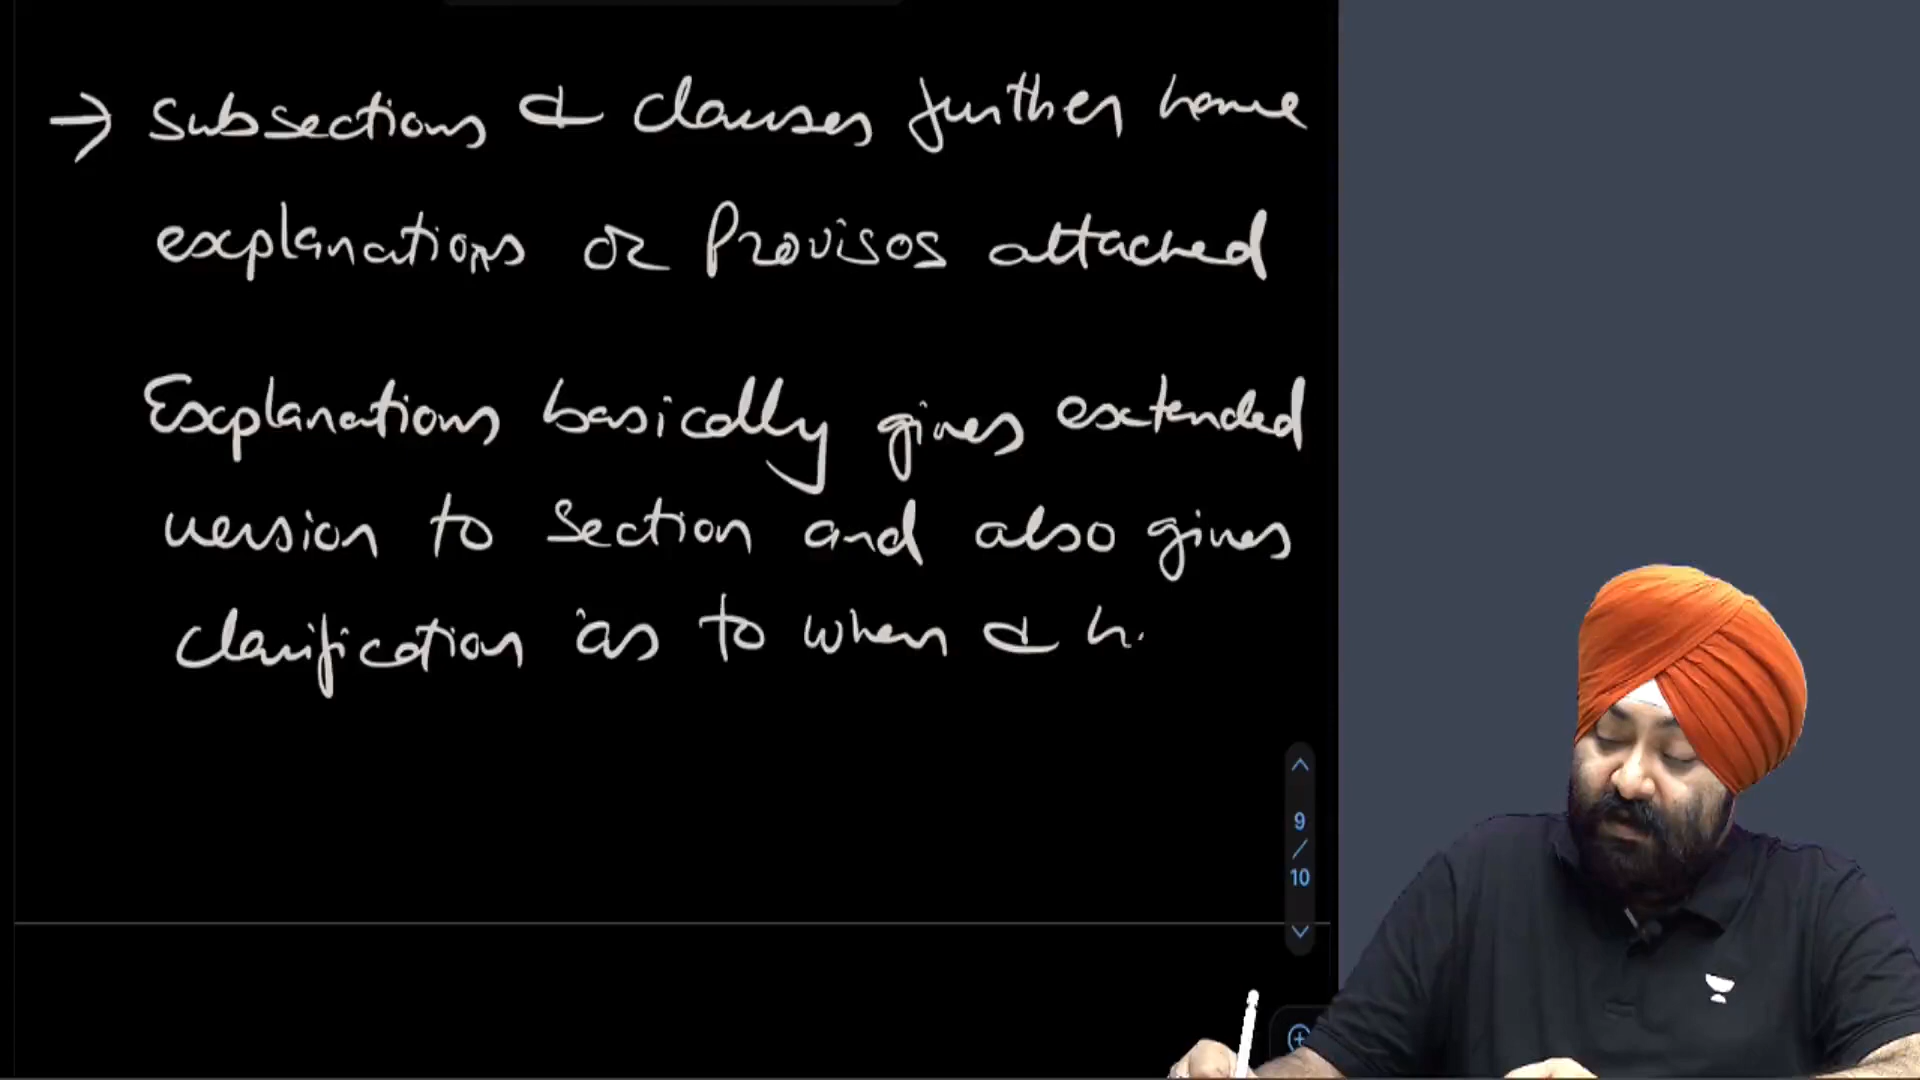 → Subsections & clauses further have
explanations or Provisos attached
Explanations basically gives extended
version to Section and also gives
clarification as to when & h
9
/
10